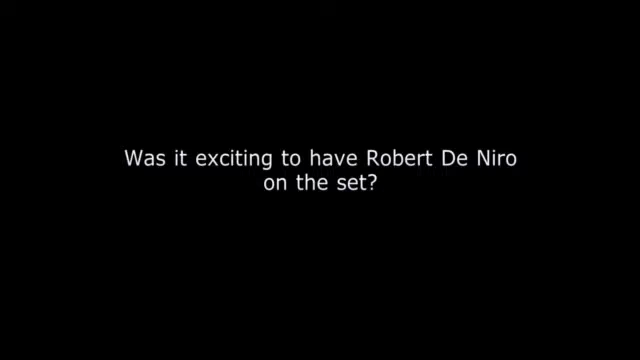 Was it exciting to have Robert De Niro
on the set?